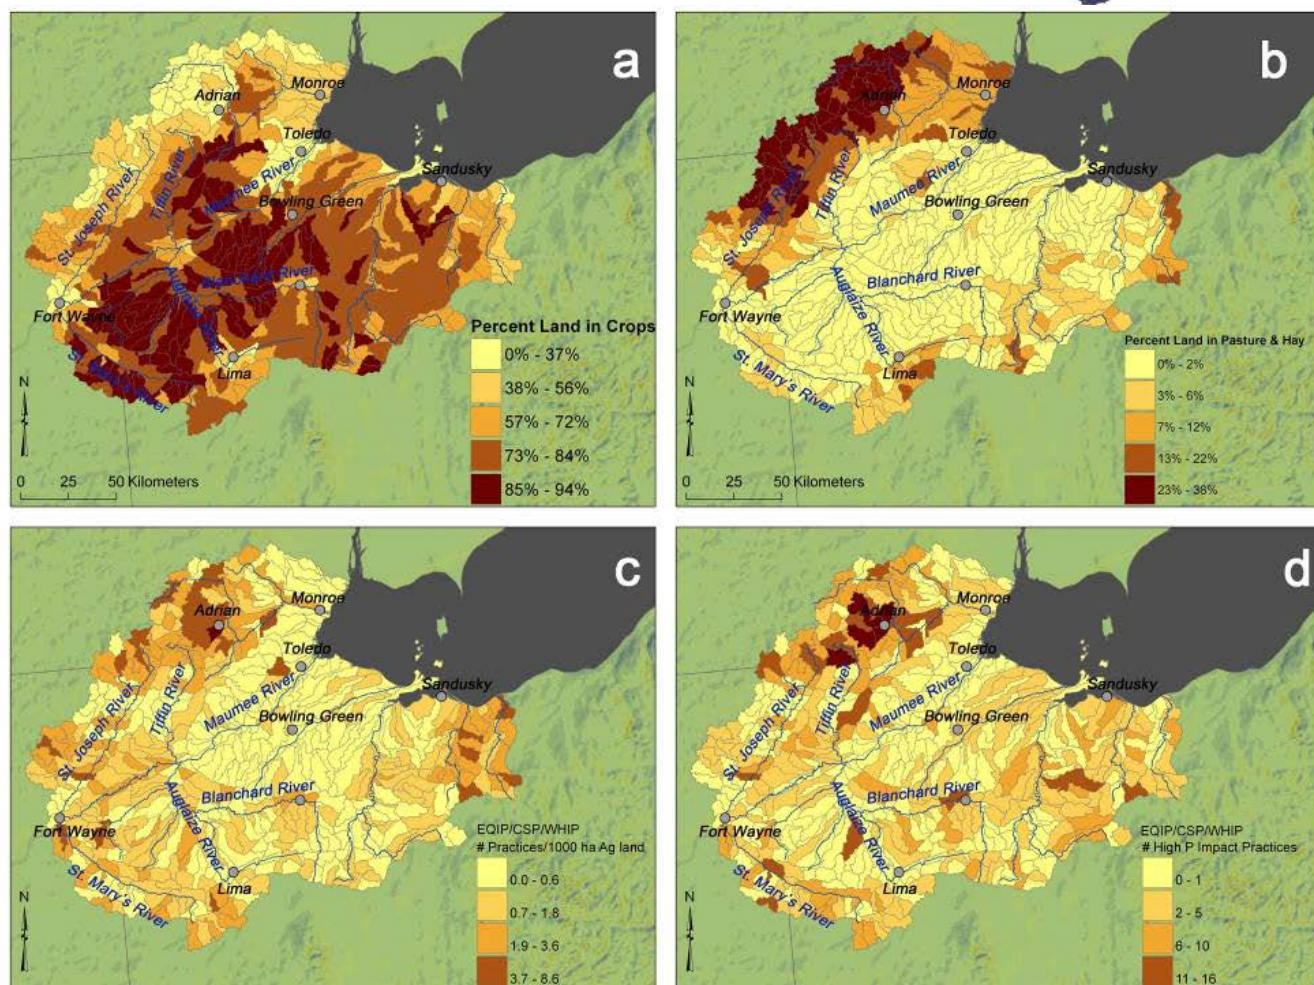 a
Adrian
Monroe
Toledo
Sandusky
St. Joseph River
Tiffin River
Maumee River
Bowling Green
Blanchard River
Auglaize River
Fort Wayne
Lima
St. Mary's River
Percent Land in Crops
0% - 37%
38% - 56%
57% - 72%
73% - 84%
85% - 94%
N
0 25 50 Kilometers
b
Adrian
Monroe
Toledo
Sandusky
St. Joseph River
Tiffin River
Maumee River
Bowling Green
Blanchard River
Auglaize River
Fort Wayne
Lima
St. Mary's River
Percent Land in Pasture & Hay
0% - 2%
3% - 6%
7% - 12%
13% - 22%
23% - 38%
N
0 25 50 Kilometers
c
Adrian
Monroe
Toledo
Sandusky
St. Joseph River
Tiffin River
Maumee River
Bowling Green
Blanchard River
Auglaize River
Fort Wayne
Lima
St. Mary's River
EQIP/CSP/WHIP
# Practices/1000 ha Ag land
0.0 - 0.6
0.7 - 1.8
1.9 - 3.6
3.7 - 8.6
N
d
Adrian
Monroe
Toledo
Sandusky
St. Joseph River
Tiffin River
Maumee River
Bowling Green
Blanchard River
Auglaize River
Fort Wayne
Lima
St. Mary's River
EQIP/CSP/WHIP
# High P Impact Practices
0 - 1
2 - 5
6 - 10
11 - 16
N